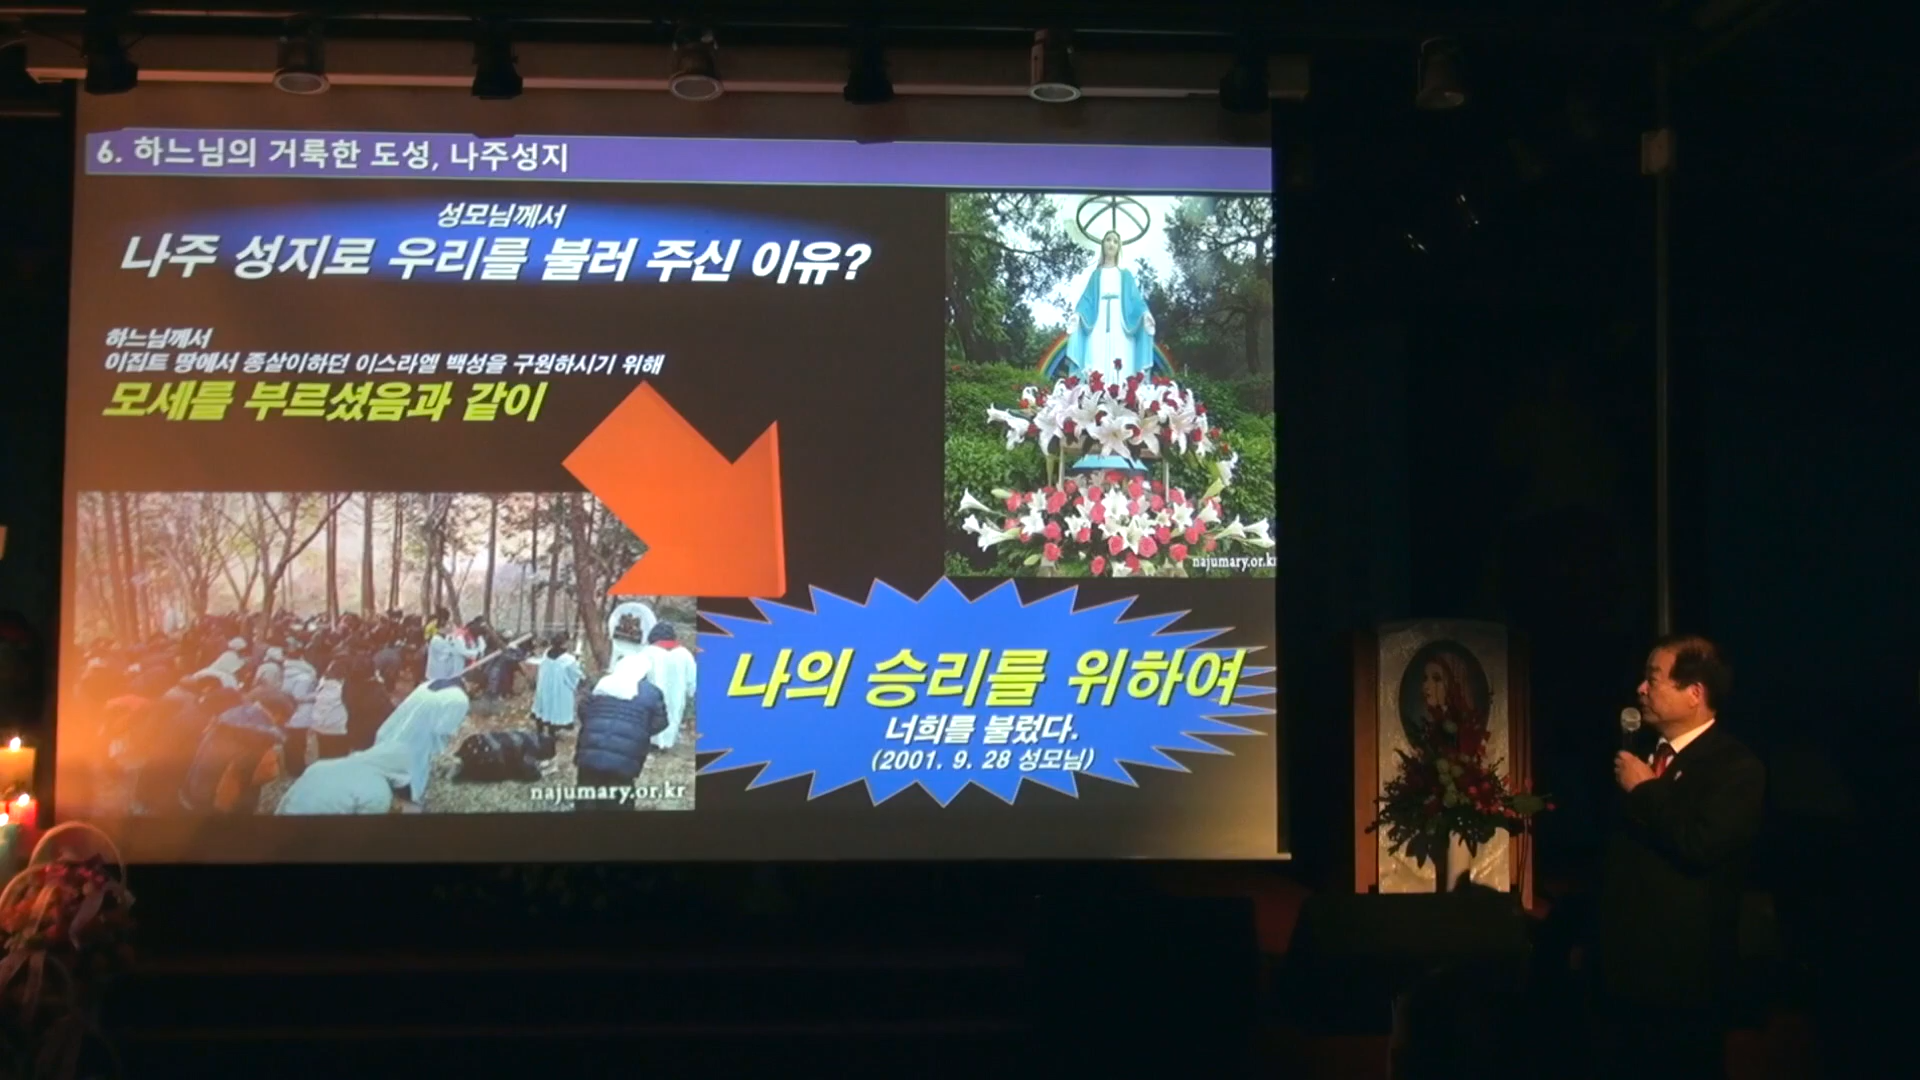 6. 하느님의 거룩한 도성, 나주성지
성모님께서
나주 성지로 우리를 불러 주신 이유?
하느님께서
이집트 땅에서 종살이하던 이스라엘 백성을 구원하시기 위해
모세를 부르셨음과 같이
najumary.or.kr
나의 승리를 위하여
너희를 불렀다.
(2001. 9. 28 성모님)
najumary.or.kr